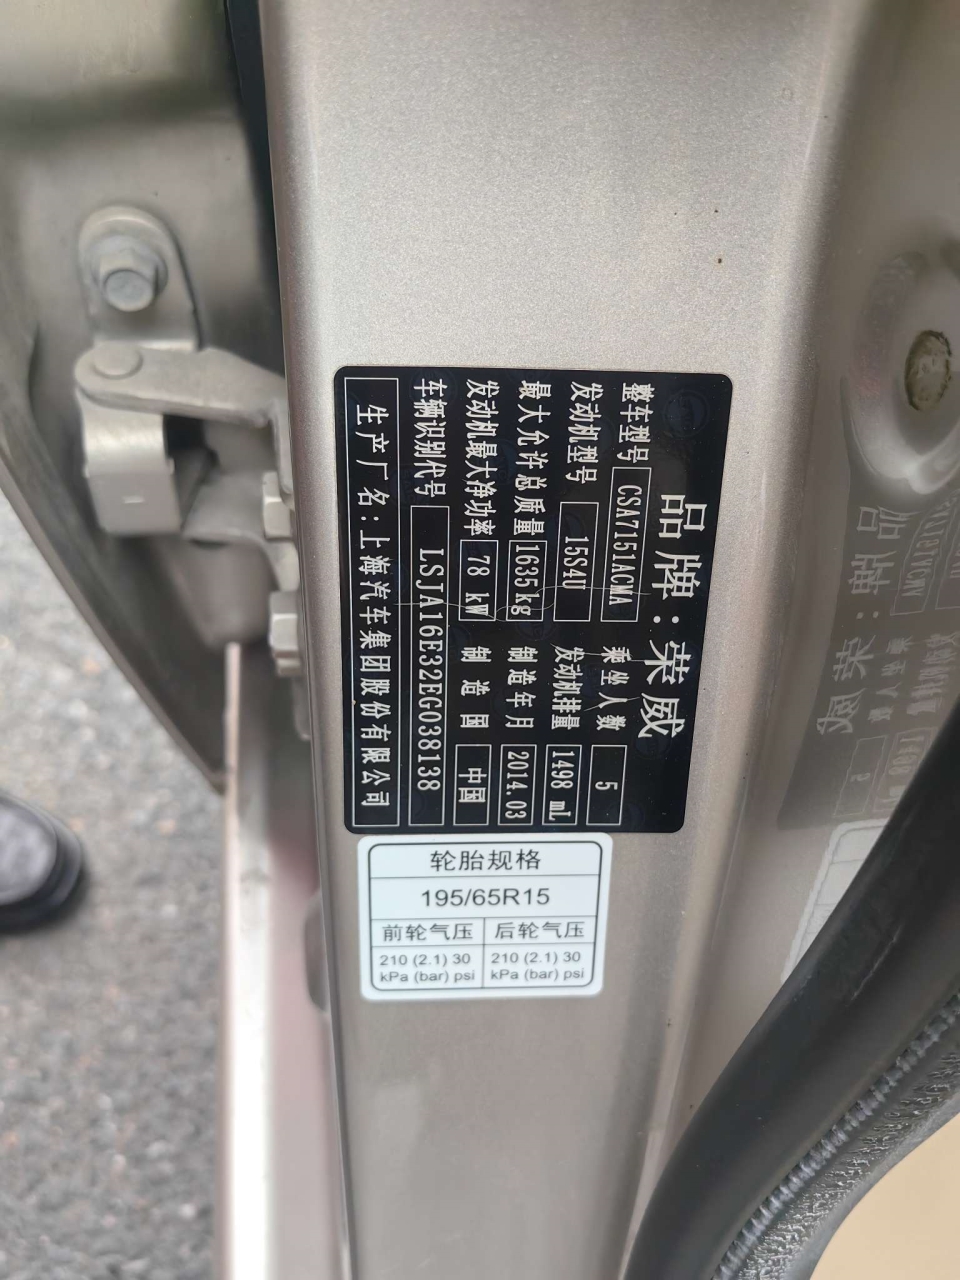 品牌:荣威
整车型号 CSA7151ACMA 乘坐人数 5
发动机型号 15S4U 发动机排量 1498 mL
最大允许总质量 1635kg 制造年月 2014.03
发动机最大净功率 78 kW 制造国 中国
车辆识别代号 LSJA16E32EG038138
生产厂名:上海汽车集团股份有限公司
轮胎规格
195/65R15
前轮气压 后轮气压
210 (2.1) 30 210 (2.1) 30
kPa (bar) psi kPa (bar) psi